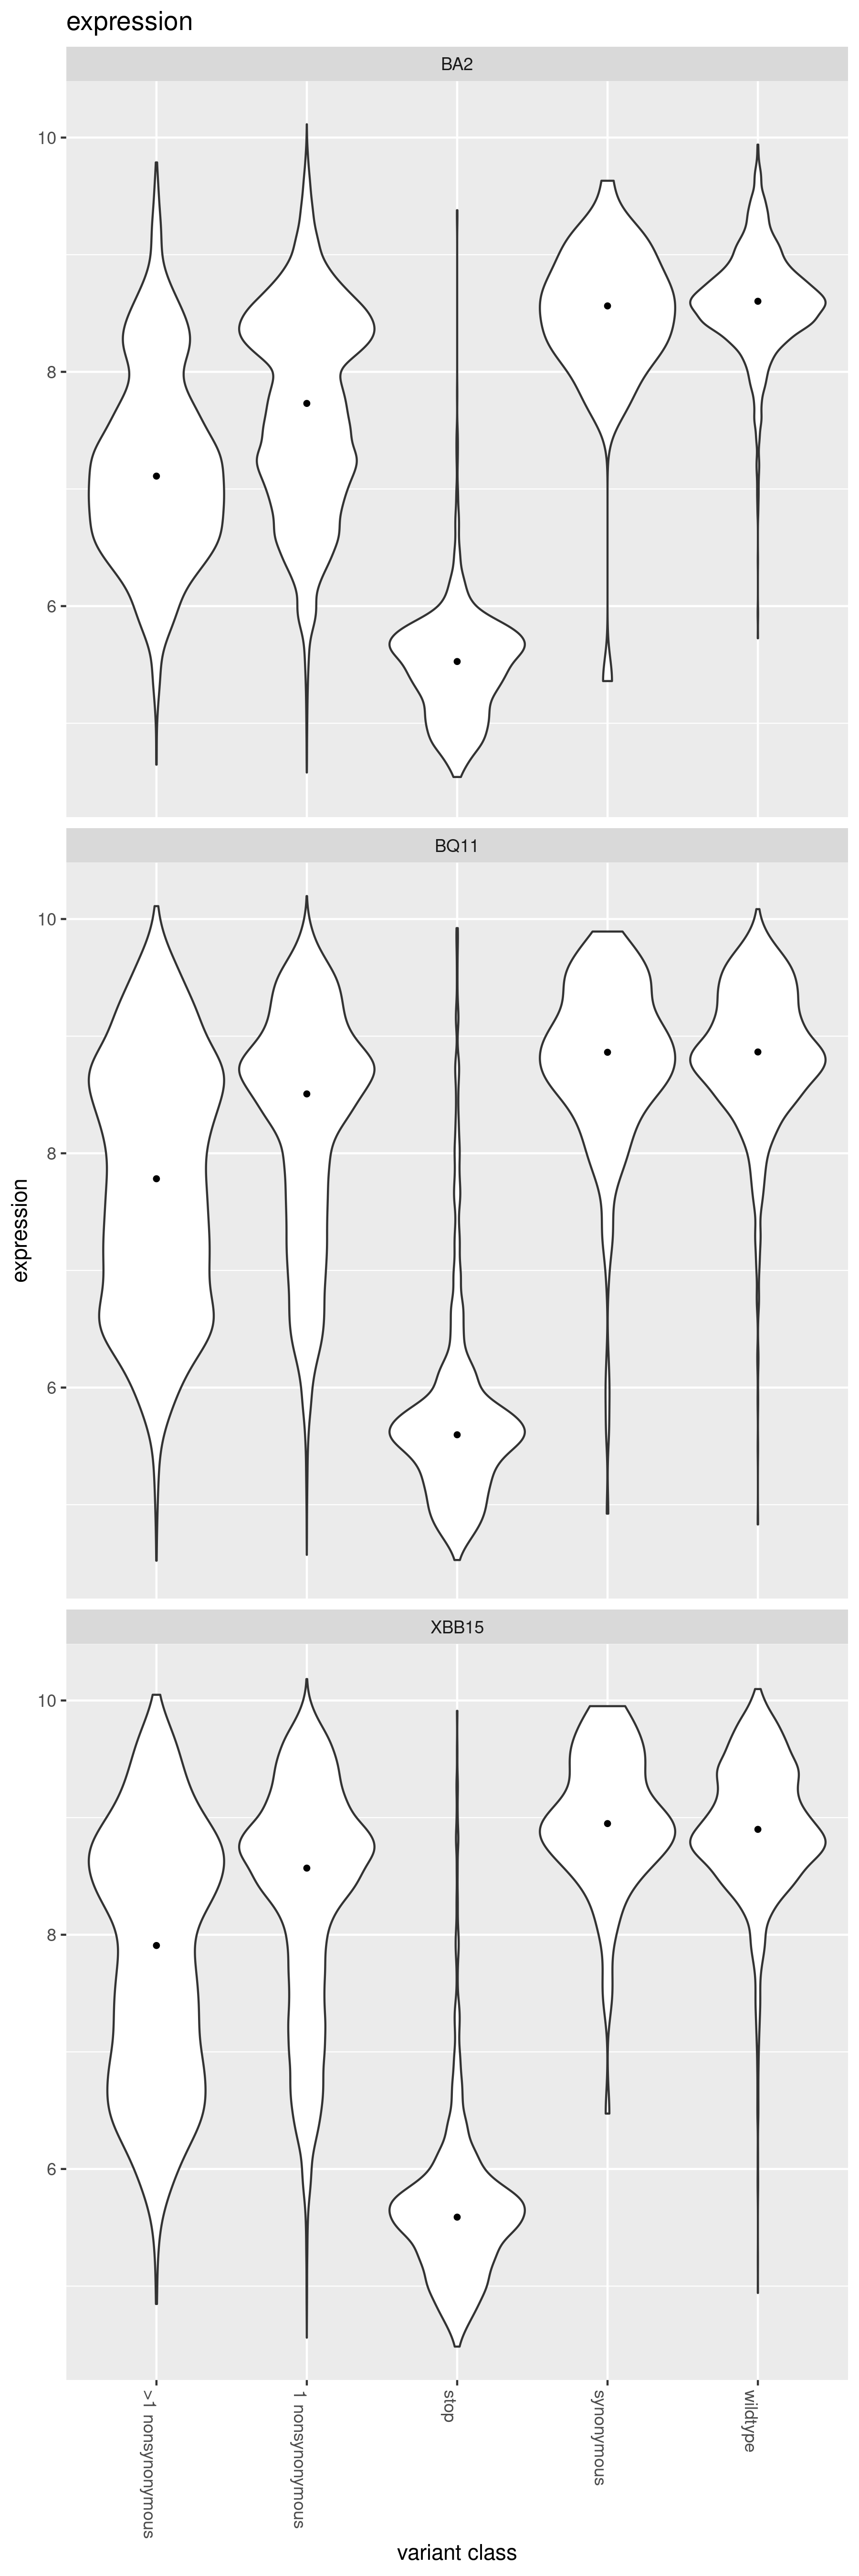 expression
BA2
10
8
6
BQ11
10
8
6
expression
XBB15
10
8
6
>1 nonsynonymous
1 nonsynonymous
stop
synonymous
wildtype
variant class